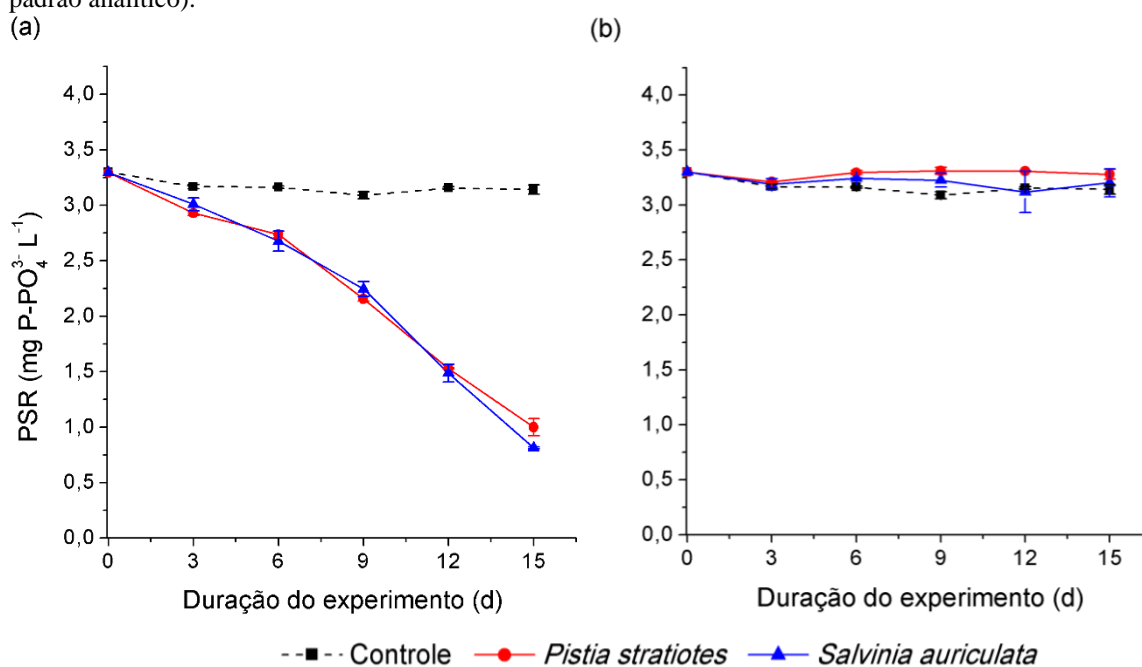 padrão analítico).
(a)
(b)
4,0
3,5
3,0
2,5
2,0
1,5
1,0
0,5
0,0
PSR (mg P-PO₄³⁻ L⁻¹)
0 3 6 9 12 15
Duração do experimento (d)
4,0
3,5
3,0
2,5
2,0
1,5
1,0
0,5
0,0
0 3 6 9 12 15
Duração do experimento (d)
Controle Pistia stratiotes Salvinia auriculata